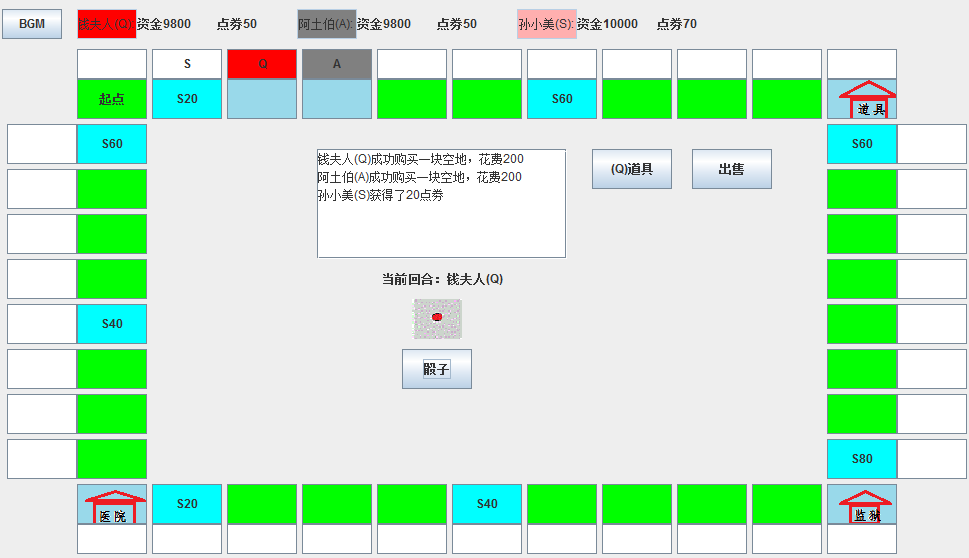 BGM 钱夫人(Q): 资金9800 点券50 阿土伯(A): 资金9800 点券50 孙小美(S): 资金10000 点券70
S Q A
起点 S20 S60 道具
S60 S60
钱夫人(Q)成功购买一块空地，花费200
阿土伯(A)成功购买一块空地，花费200
孙小美(S)获得了20点券
(Q)道具 出售
当前回合：钱夫人(Q)
S40
骰子
S80
医院 S20 S40 监狱